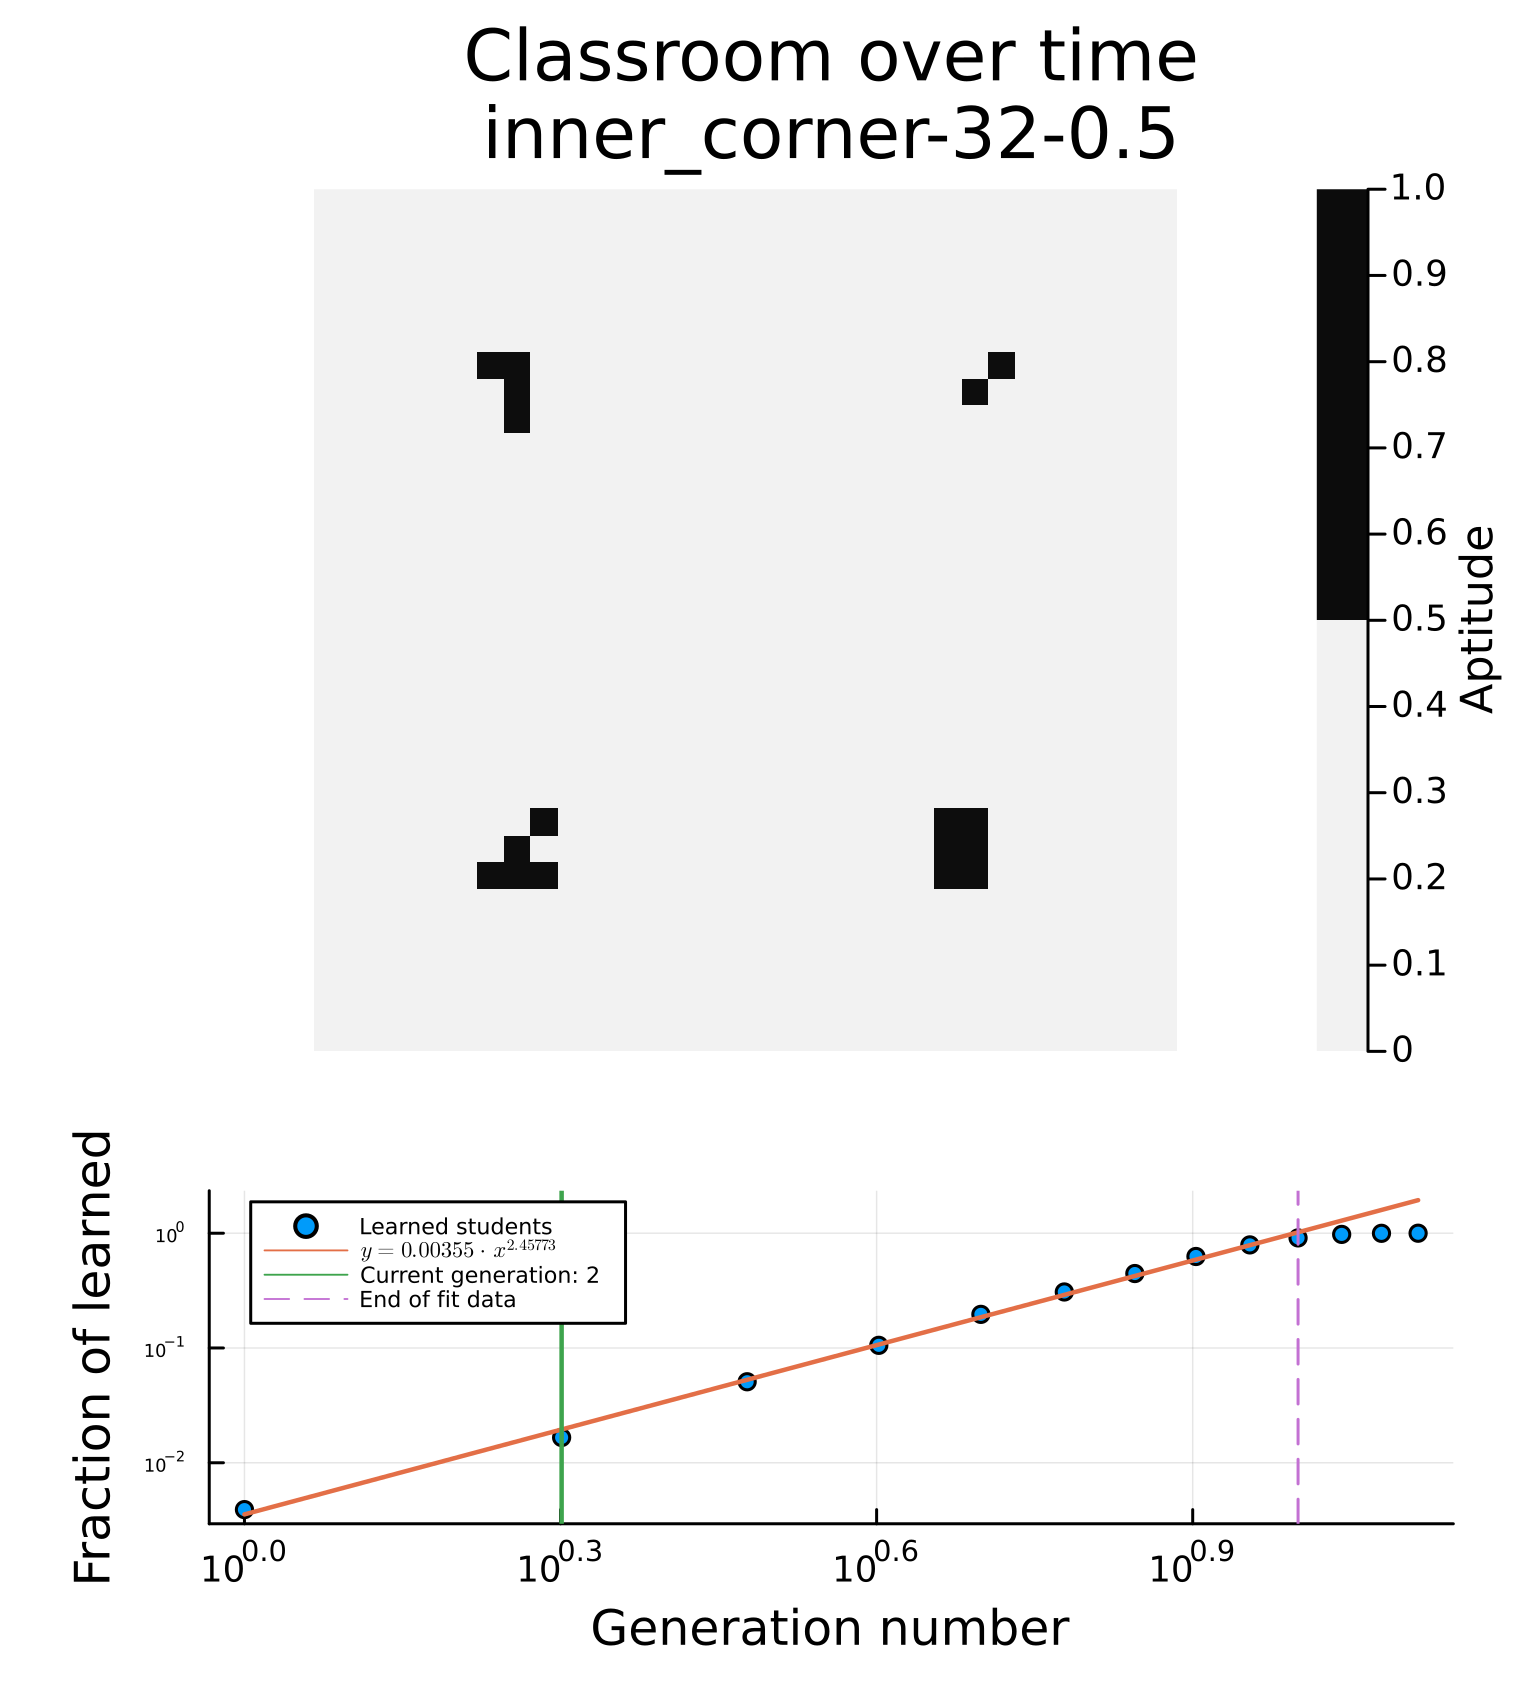 Classroom over time
inner_corner-32-0.5
1.0
0.9
0.8
0.7
0.6
0.5
0.4
0.3
0.2
0.1
0
Aptitude
Fraction of learned
10^0
10^-1
10^-2
Learned students
y = 0.00355 · x^2.45773
Current generation: 2
End of fit data
10^0.0 10^0.3 10^0.6 10^0.9
Generation number